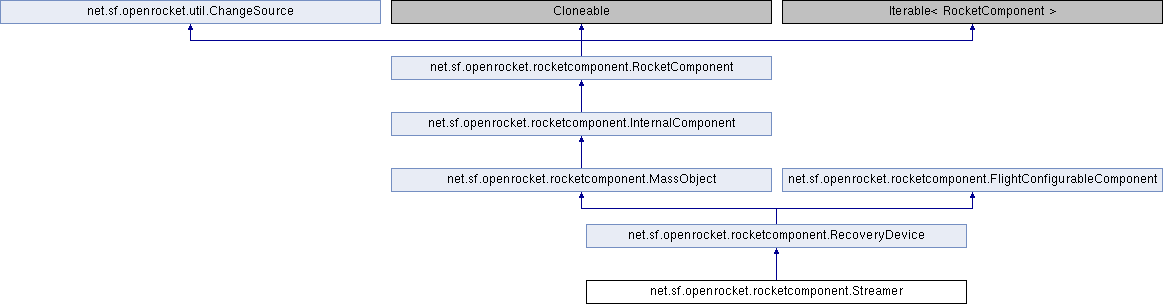 net.sf.openrocket.util.ChangeSource
Cloneable
Iterable< RocketComponent >
net.sf.openrocket.rocketcomponent.RocketComponent
net.sf.openrocket.rocketcomponent.InternalComponent
net.sf.openrocket.rocketcomponent.MassObject
net.sf.openrocket.rocketcomponent.FlightConfigurableComponent
net.sf.openrocket.rocketcomponent.RecoveryDevice
net.sf.openrocket.rocketcomponent.Streamer